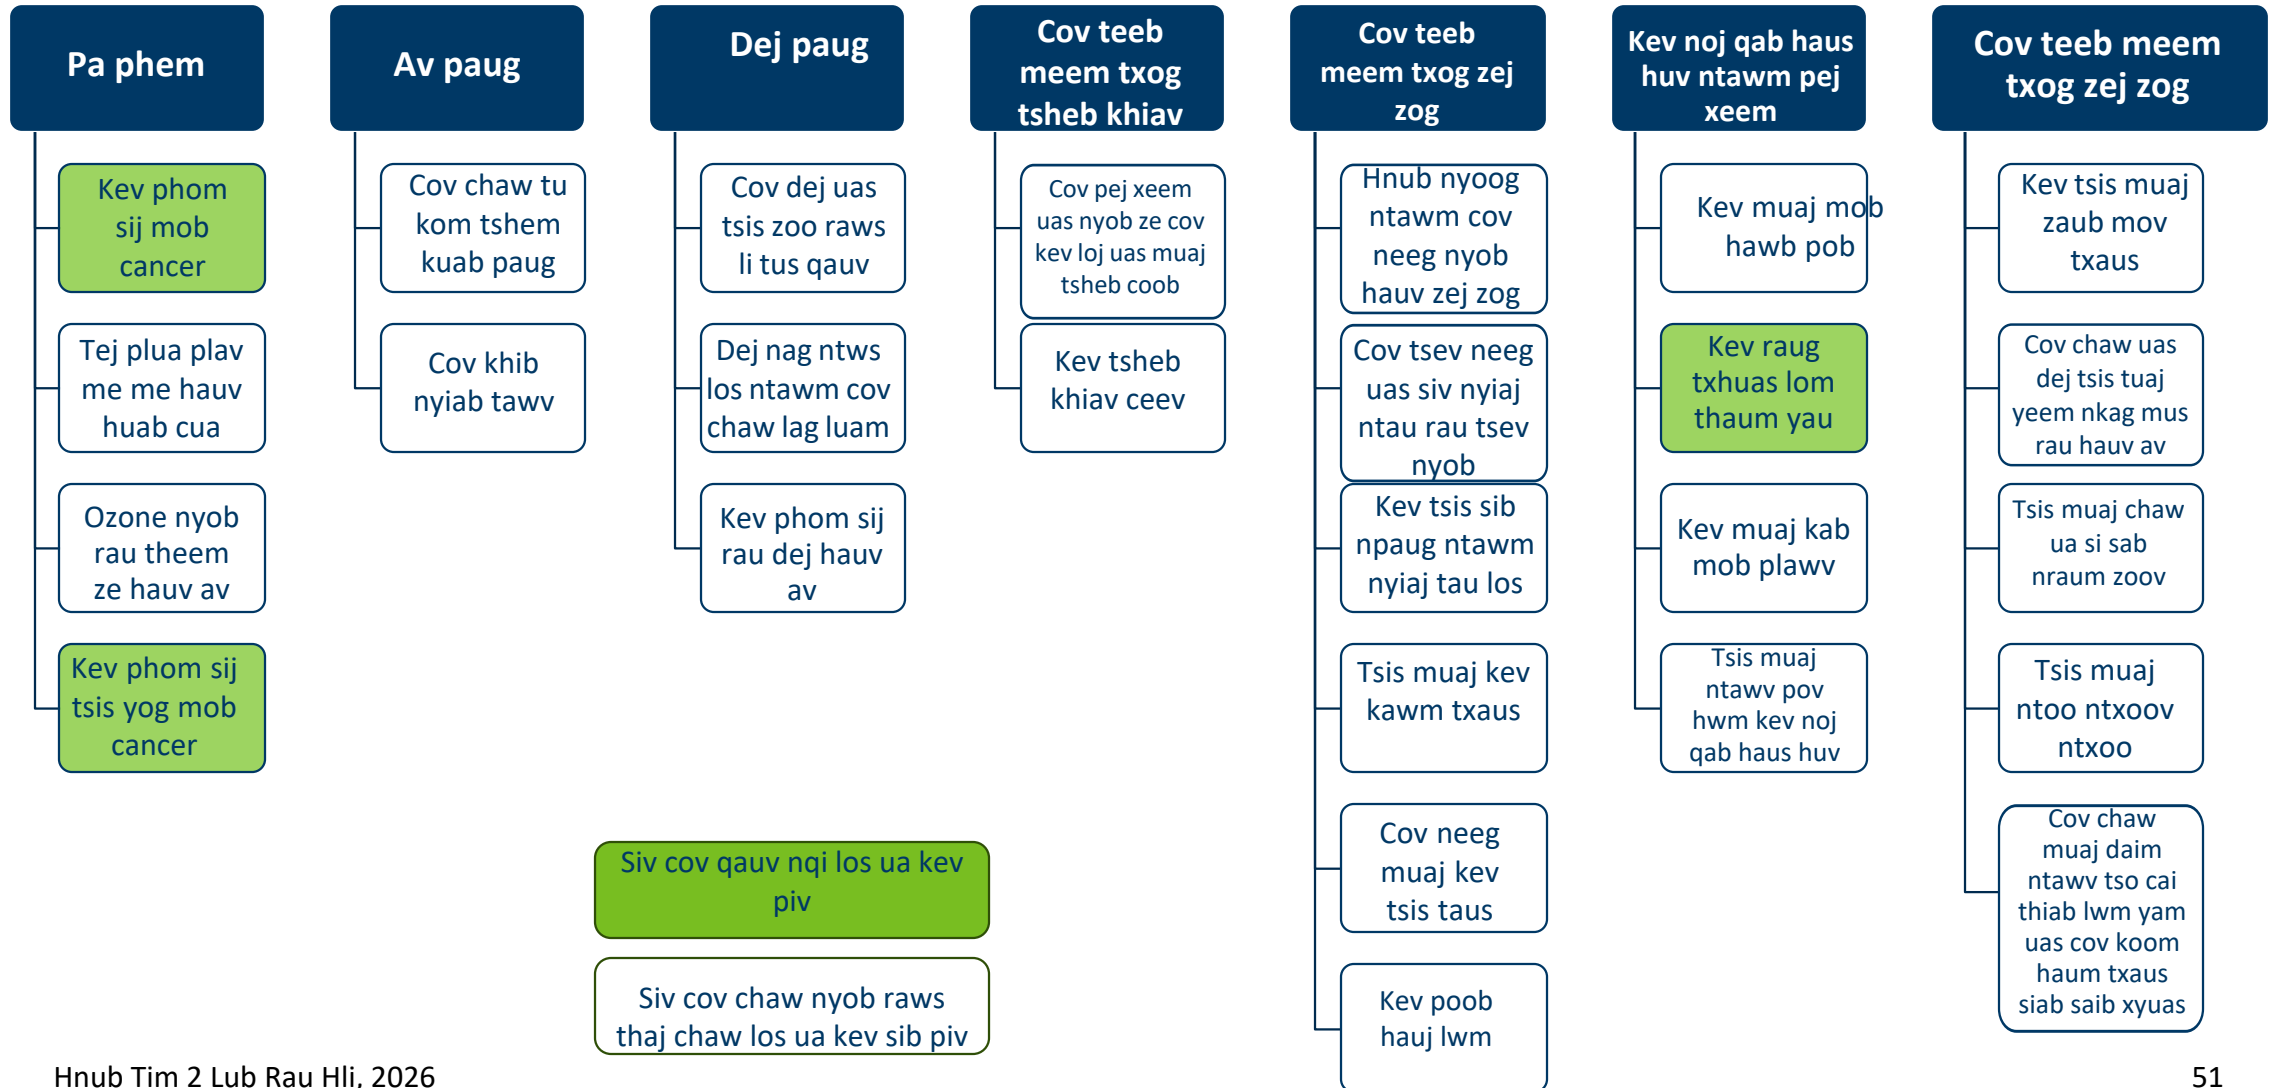 Pa phem
Kev phom
sij mob
cancer
Tej plua plav
me me hauv
huab cua
Ozone nyob
rau theem
ze hauv av
Kev phom sij
tsis yog mob
cancer
Av paug
Cov chaw tu
kom tshem
kuab paug
Cov khib
nyiab tawv
Dej paug
Cov dej uas
tsis zoo raws
li tus qauv
Dej nag ntws
los ntawm cov
chaw lag luam
Kev phom sij
rau dej hauv
av
Cov teeb
meem txog
tsheb khiav
Cov pej xeem
uas nyob ze cov
kev loj uas muaj
tsheb coob
Kev tsheb
khiav ceev
Cov teeb
meem txog zej
zog
Hnub nyoog
ntawm cov
neeg nyob
hauv zej zog
Cov tsev neeg
uas siv nyiaj
ntau rau tsev
nyob
Kev tsis sib
npaug ntawm
nyiaj tau los
Tsis muaj kev
kawm txaus
Cov neeg
muaj kev
tsis taus
Kev poob
hauj lwm
Kev noj qab haus
huv ntawm pej
xeem
Kev muaj mob
hawb pob
Kev raug
txhuas lom
thaum yau
Kev muaj kab
mob plawv
Tsis muaj
ntawv pov
hwm kev noj
qab haus huv
Cov teeb meem
txog zej zog
Kev tsis muaj
zaub mov
txaus
Cov chaw uas
dej tsis tuaj
yeem nkag mus
rau hauv av
Tsis muaj chaw
ua si sab
nraum zoov
Tsis muaj
ntoo ntxoov
ntxoo
Cov chaw
muaj daim
ntawv tso cai
thiab lwm yam
uas cov koom
haum txaus
siab saib xyuas
Siv cov qauv nqi los ua kev
piv
Siv cov chaw nyob raws
thaj chaw los ua kev sib piv
Hnub Tim 2 Lub Rau Hli, 2026
51